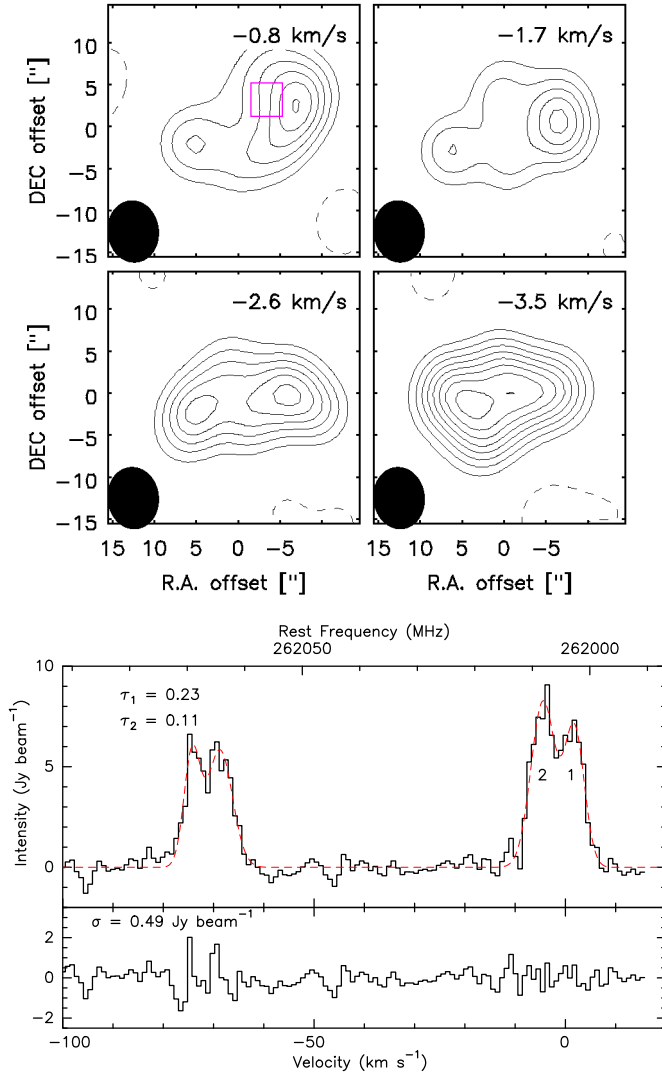 −0.8 km/s
−1.7 km/s
10
5
0
−5
−10
−15
DEC offset ["]
−2.6 km/s
−3.5 km/s
10
5
0
−5
−10
−15
DEC offset ["]
15 10 5 0 −5
15 10 5 0 −5
R.A. offset ["]
R.A. offset ["]
Rest Frequency (MHz)
262050
262000
10
5
0
Intensity (Jy beam⁻¹)
τ₁ = 0.23
τ₂ = 0.11
2 1
σ = 0.49 Jy beam⁻¹
2
0
−2
−100
−50
0
Velocity (km s⁻¹)